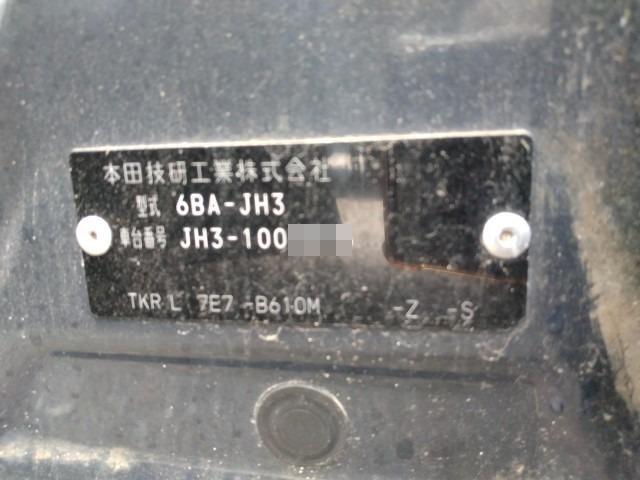 本田技研工業株式会社
型式 6BA-JH3
車台番号 JH3-100
TKR L 7E7 -B610M -Z -S